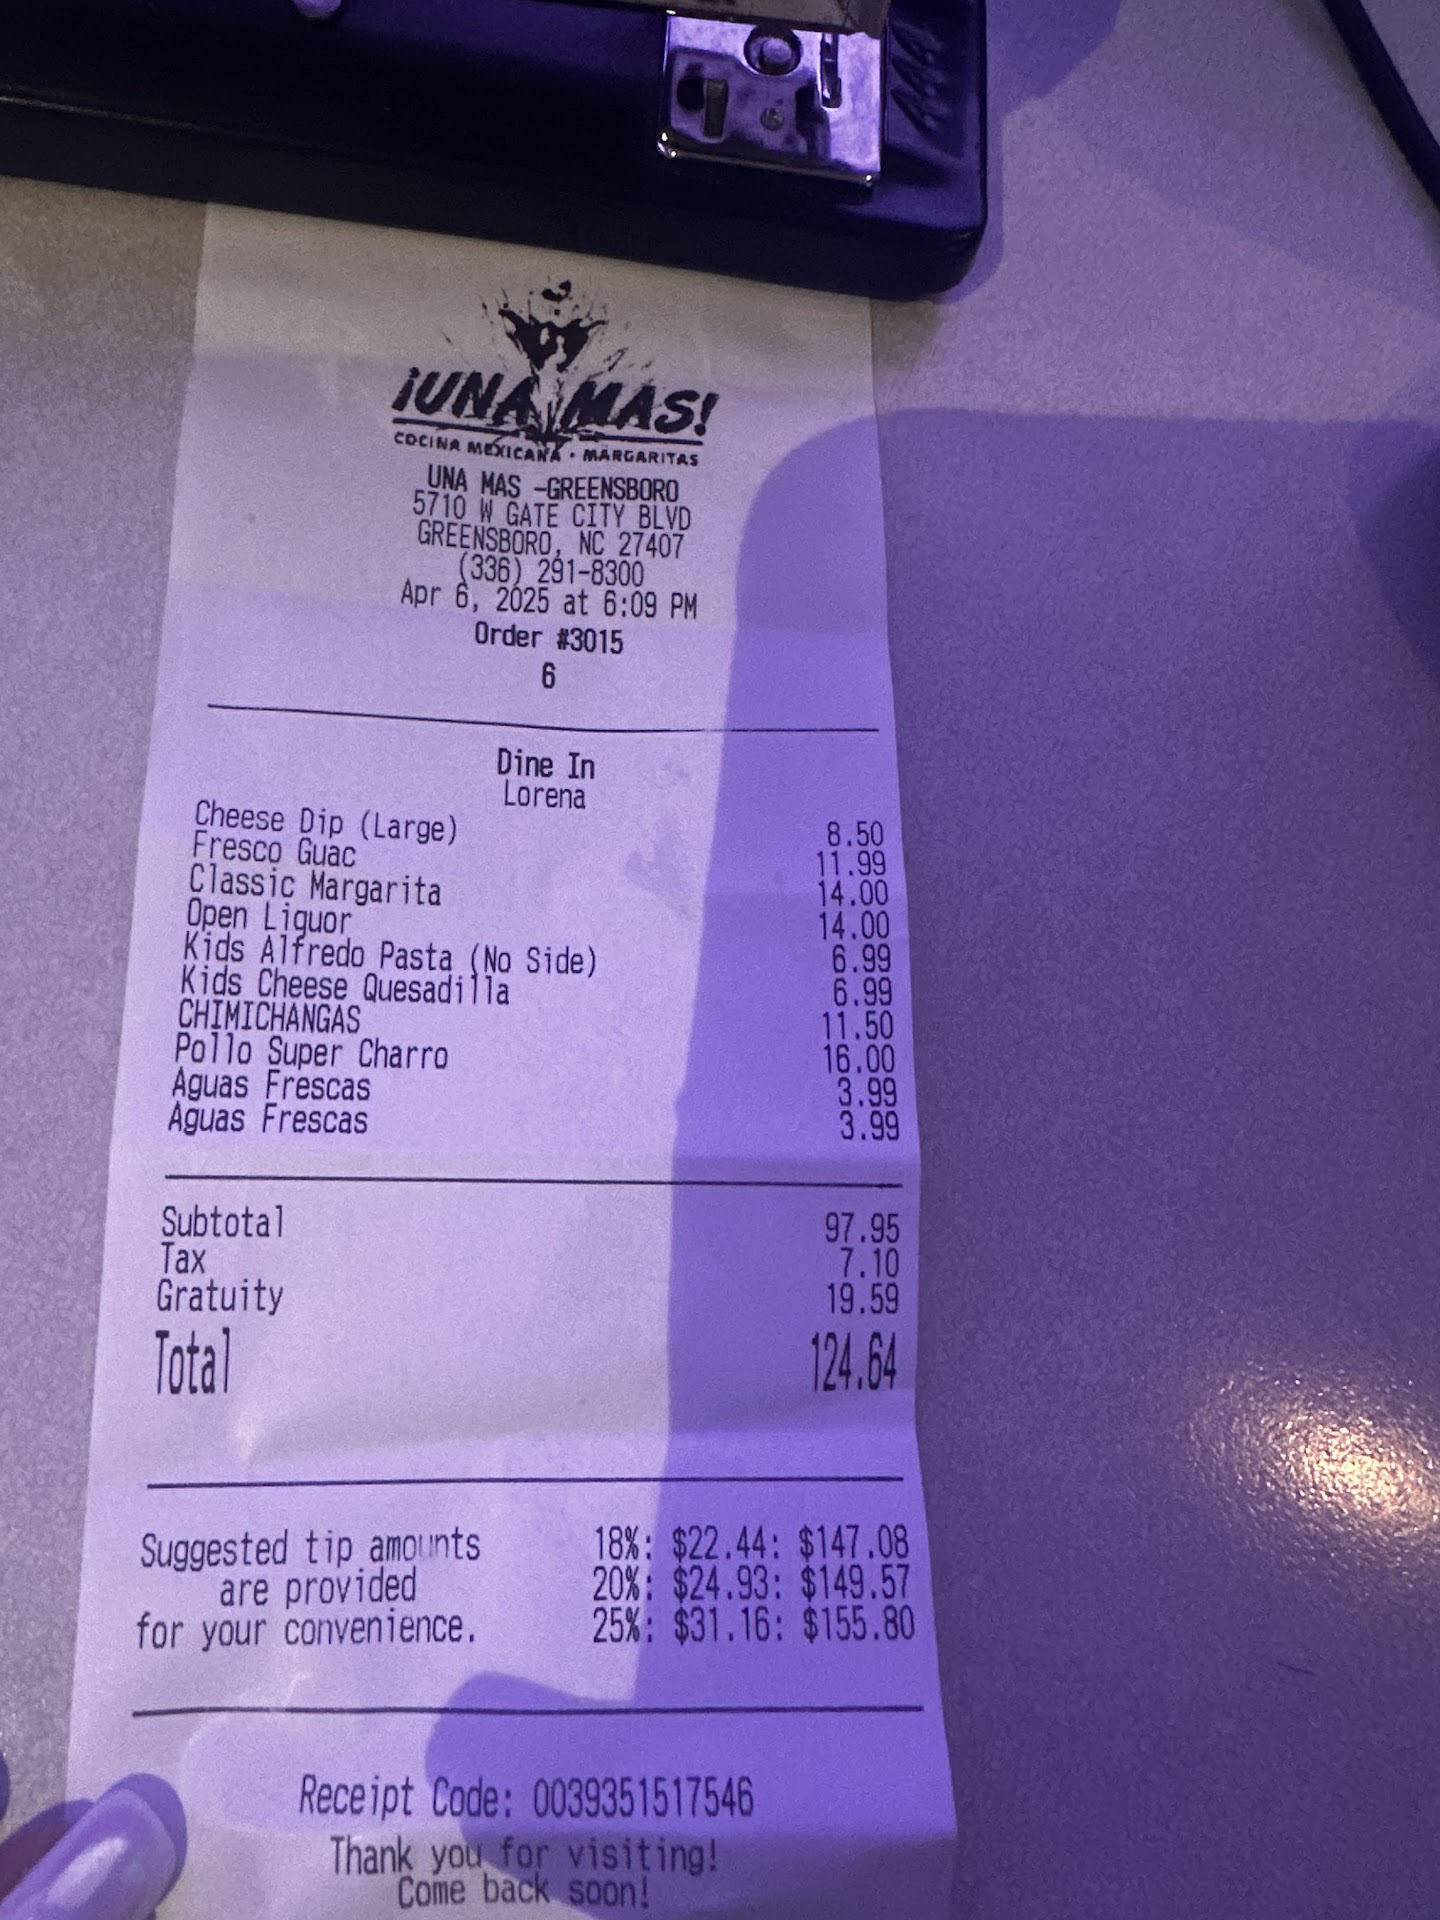 ¡UNA MAS!
COCINA MEXICANA • MARGARITAS
UNA MAS -GREENSBORO
5710 W GATE CITY BLVD
GREENSBORO, NC 27407
(336) 291-8300
Apr 6, 2025 at 6:09 PM
Order #3015
6
Dine In
Lorena
Cheese Dip (Large) 8.50
Fresco Guac 11.99
Classic Margarita 14.00
Open Liquor 14.00
Kids Alfredo Pasta (No Side) 6.99
Kids Cheese Quesadilla 6.99
CHIMICHANGAS 11.50
Pollo Super Charro 16.00
Aguas Frescas 3.99
Aguas Frescas 3.99
Subtotal 97.95
Tax 7.10
Gratuity 19.59
Total 124.64
Suggested tip amounts 18%: $22.44: $147.08
are provided 20%: $24.93: $149.57
for your convenience. 25%: $31.16: $155.80
Receipt Code: 0039351517546
Thank you for visiting!
Come back soon!